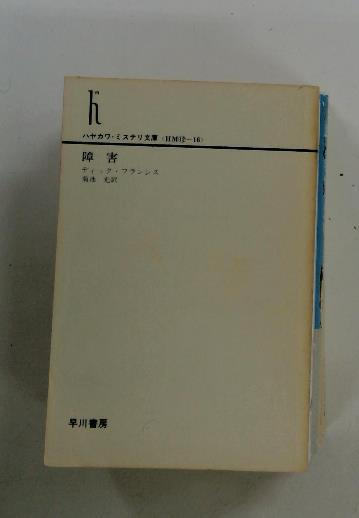 h
ハヤカワ・ミステリ文庫〈HM⑫—16〉
障害
ディック・フランシス
菊池 光訳
早川書房